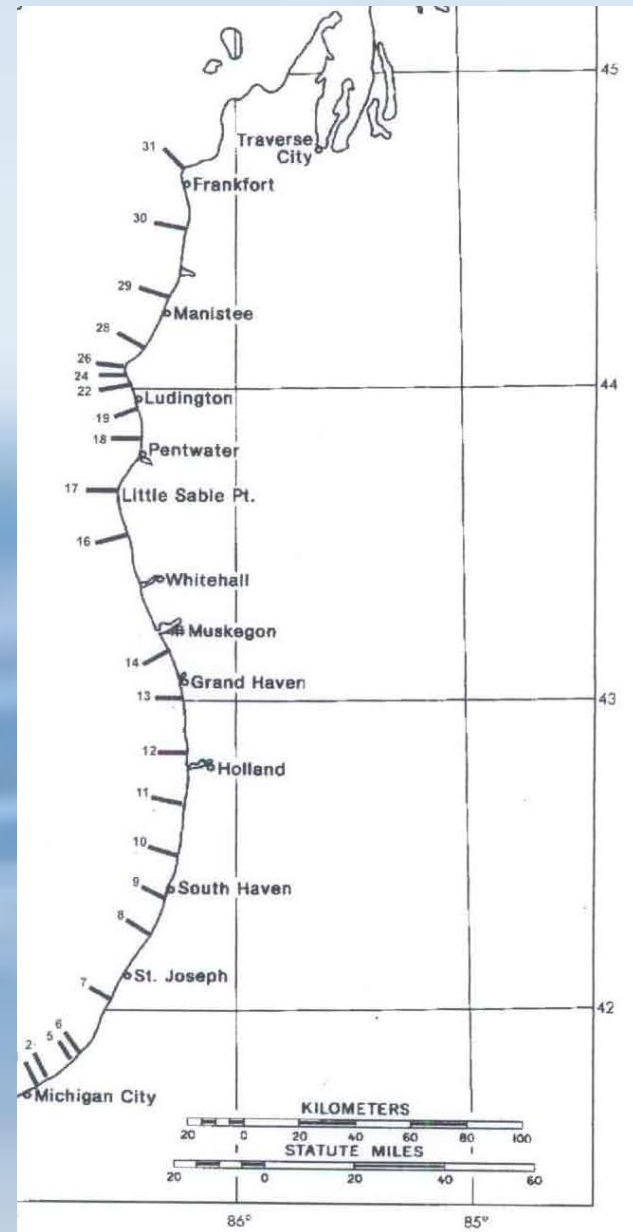 45
Traverse
City
31
Frankfort
30
29
Manistee
28
26
24
44
22
Ludington
19
18
Pentwater
17
Little Sable Pt.
16
Whitehall
Muskegon
14
Grand Haven
13
43
12
Holland
11
10
9
South Haven
8
St. Joseph
7
42
6
5
2
Michigan City
KILOMETERS
20 0 20 40 60 80 100
STATUTE MILES
20 0 20 40 60
86° 85°